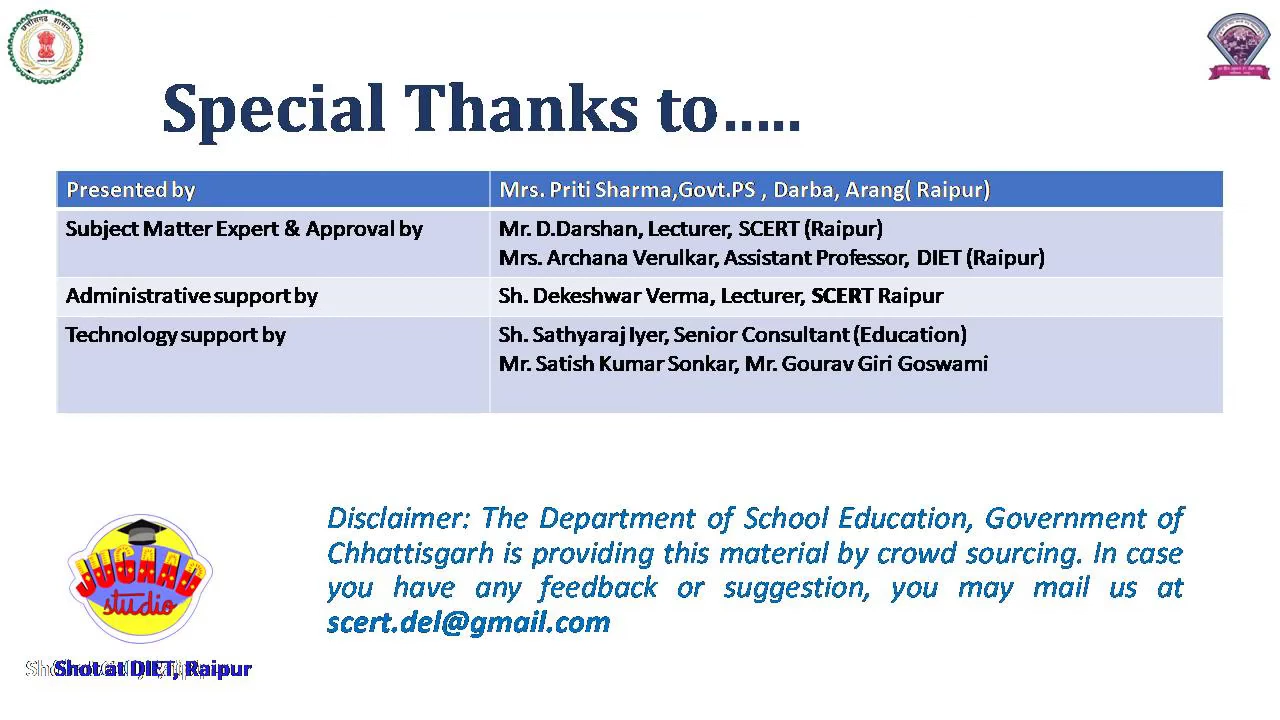 छत्तीसगढ़ शासन
Special Thanks to.....
Presented by
Mrs. Priti Sharma,Govt.PS , Darba, Arang( Raipur)
Subject Matter Expert & Approval by
Mr. D.Darshan, Lecturer, SCERT (Raipur)
Mrs. Archana Verulkar, Assistant Professor, DIET (Raipur)
Administrative support by
Sh. Dekeshwar Verma, Lecturer, SCERT Raipur
Technology support by
Sh. Sathyaraj Iyer, Senior Consultant (Education)
Mr. Satish Kumar Sonkar, Mr. Gourav Giri Goswami
Disclaimer: The Department of School Education, Government of
Chhattisgarh is providing this material by crowd sourcing. In case
you have any feedback or suggestion, you may mail us at
scert.del@gmail.com
JUGAAD
studio
Shot at DIET, Raipur